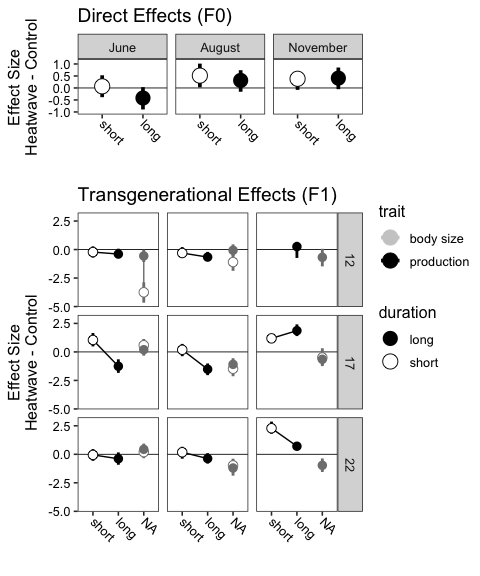 Direct Effects (F0)
June
August
November
Effect Size
Heatwave - Control
1.0
0.5
0.0
-0.5
-1.0
short
long
short
long
short
long
Transgenerational Effects (F1)
Effect Size
Heatwave - Control
2.5
0.0
-2.5
-5.0
12
2.5
0.0
-2.5
-5.0
17
2.5
0.0
-2.5
-5.0
22
short
long
NA
short
long
NA
short
long
NA
trait
body size
production
duration
long
short